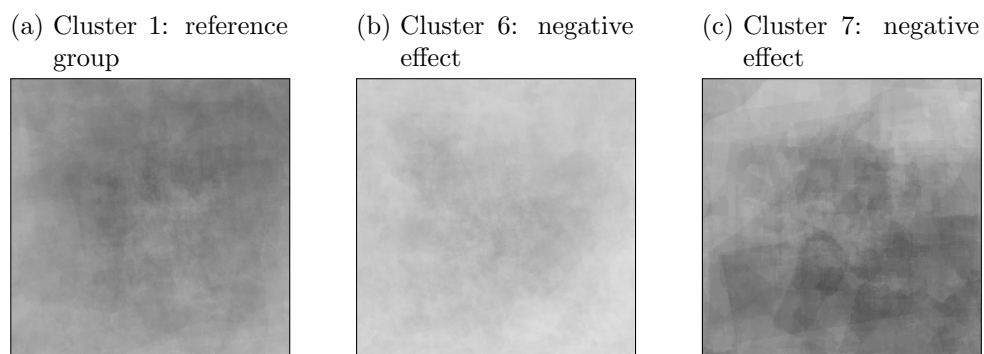 (a) Cluster 1: reference group
(b) Cluster 6: negative effect
(c) Cluster 7: negative effect